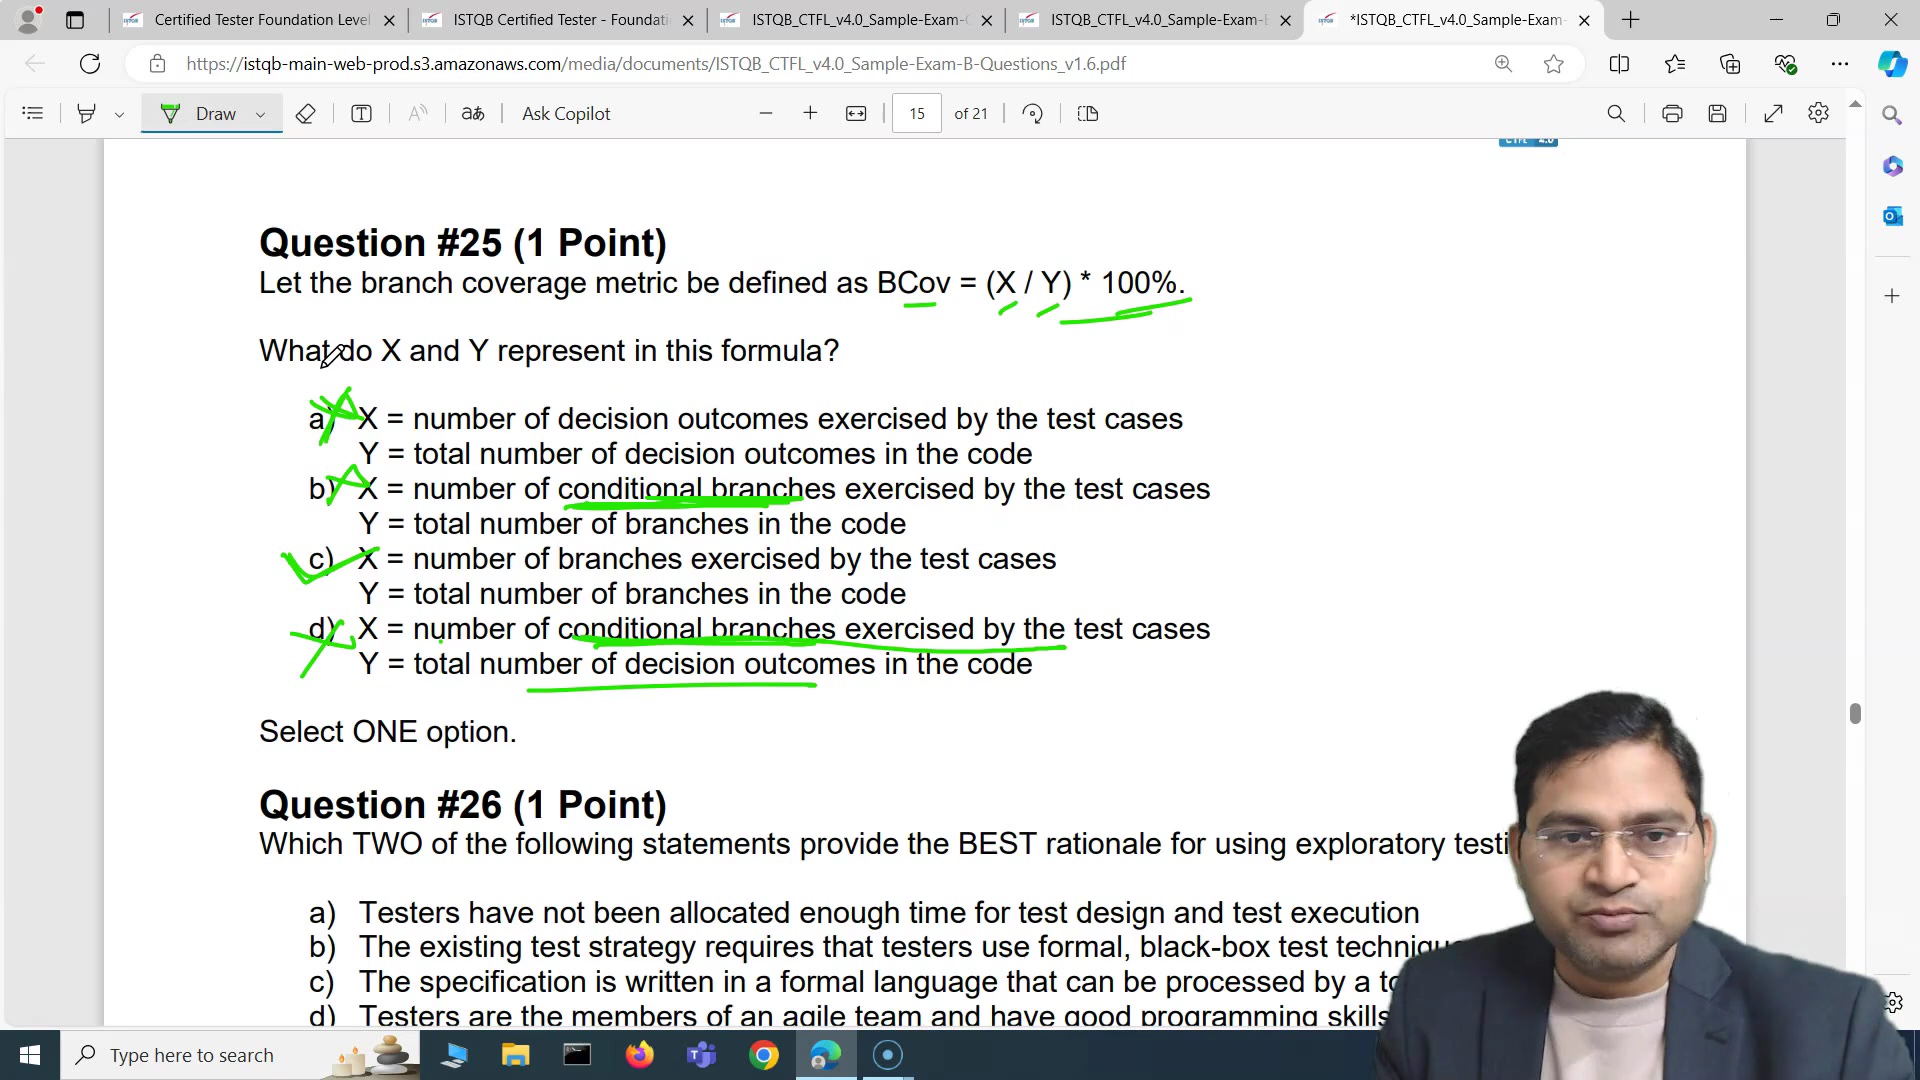 Certified Tester Foundation Level
ISTQB Certified Tester - Foundati
ISTQB_CTFL_v4.0_Sample-Exam-
ISTQB_CTFL_v4.0_Sample-Exam-
*ISTQB_CTFL_v4.0_Sample-Exam-
https://istqb-main-web-prod.s3.amazonaws.com/media/documents/ISTQB_CTFL_v4.0_Sample-Exam-B-Questions_v1.6.pdf
Draw
Ask Copilot
15 of 21
CTFL 4.0
Question #25 (1 Point)
Let the branch coverage metric be defined as BCov = (X / Y) * 100%.
What do X and Y represent in this formula?
a) X = number of decision outcomes exercised by the test cases
Y = total number of decision outcomes in the code
b) X = number of conditional branches exercised by the test cases
Y = total number of branches in the code
c) X = number of branches exercised by the test cases
Y = total number of branches in the code
d) X = number of conditional branches exercised by the test cases
Y = total number of decision outcomes in the code
Select ONE option.
Question #26 (1 Point)
Which TWO of the following statements provide the BEST rationale for using exploratory testi
a) Testers have not been allocated enough time for test design and test execution
b) The existing test strategy requires that testers use formal, black-box test techniqu
c) The specification is written in a formal language that can be processed by a to
d) Testers are the members of an agile team and have good programming skills
Type here to search